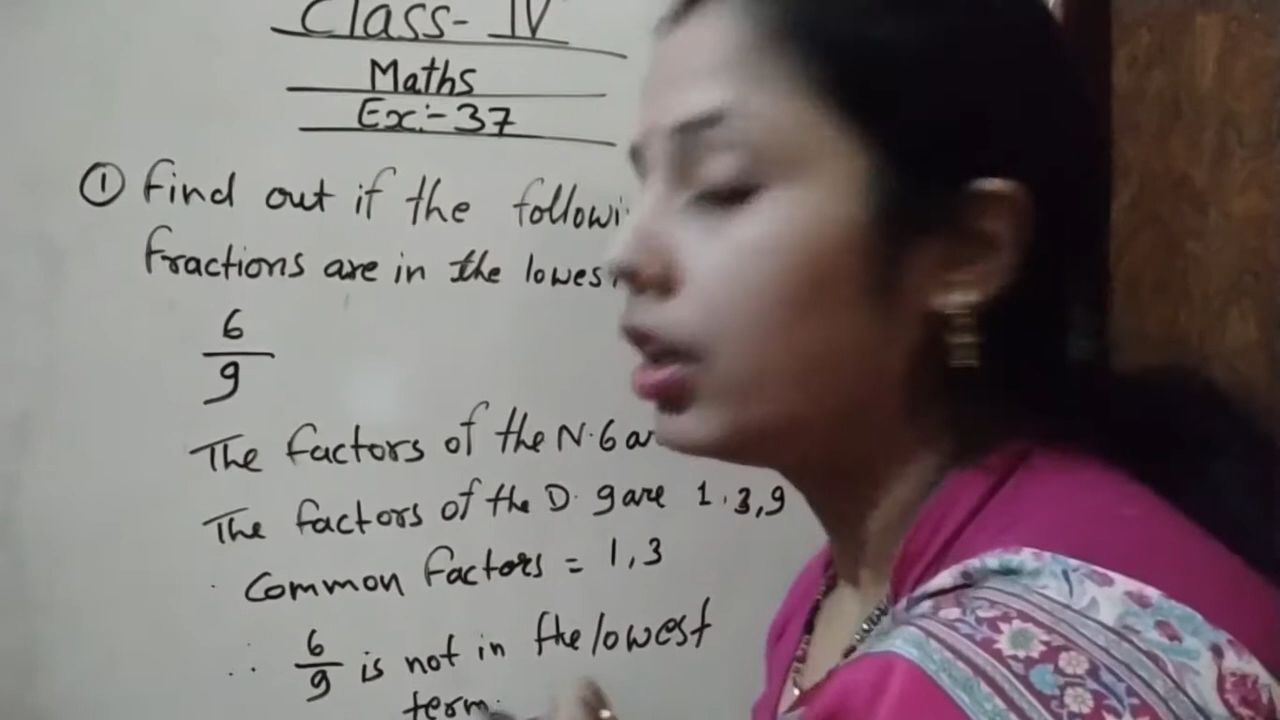 Class- IV
Maths
Ex:- 37
① Find out if the followi
fractions are in the lowes
6
9
The factors of the N. 6 ar
The factors of the D. 9 are 1.3,9
Common factors = 1,3
∴ 6/9 is not in the lowest
term.